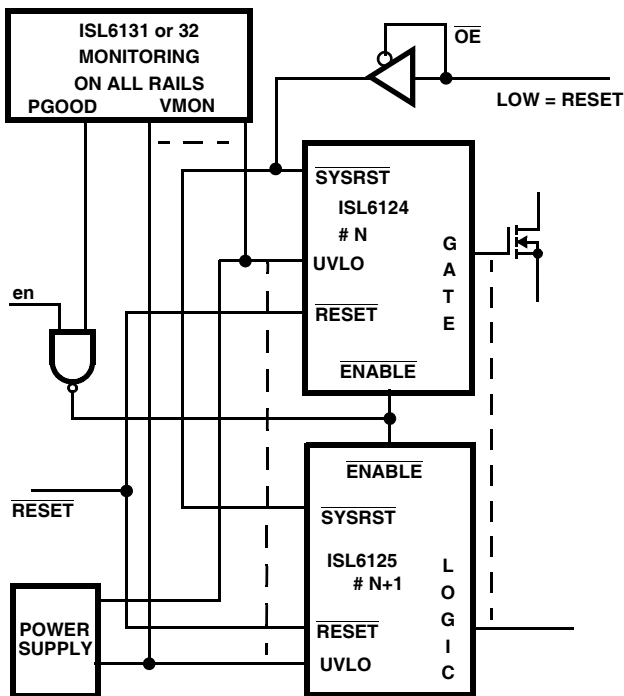 ISL6131 or 32
MONITORING
ON ALL RAILS
PGOOD VMON
OE
LOW = RESET
SYSRST
ISL6124
# N
UVLO
RESET
ENABLE
G
A
T
E
en
RESET
ENABLE
SYSRST
ISL6125
# N+1
RESET
UVLO
L
O
G
I
C
POWER
SUPPLY